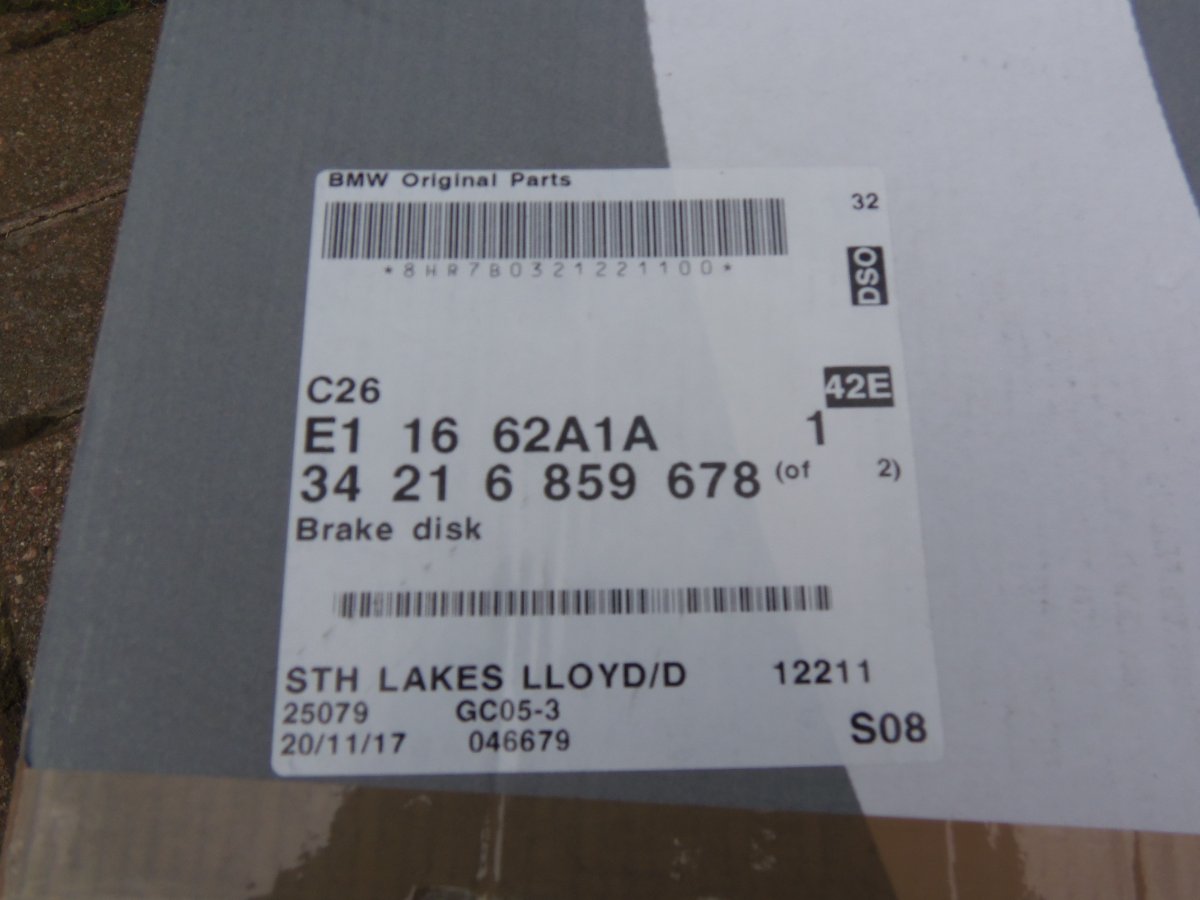 BMW Original Parts
32
*8HR7B0321221100*
DSO
C26
42E
E1 16 62A1A 1
34 21 6 859 678 (of 2)
Brake disk
STH LAKES LLOYD/D 12211
25079 GC05-3
20/11/17 046679 S08